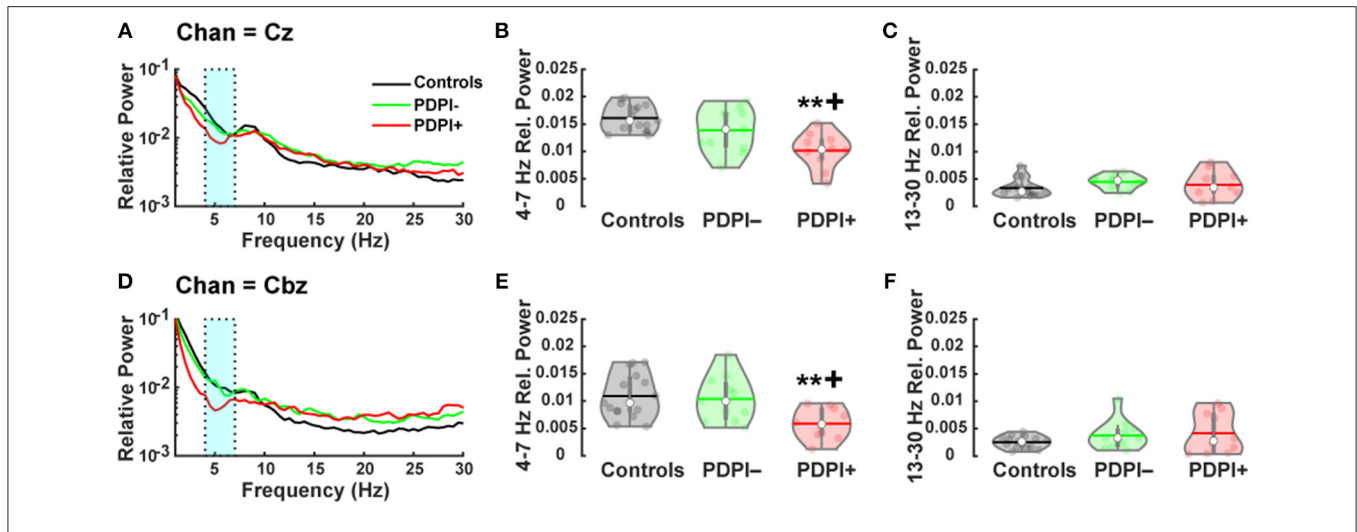 A
Chan = Cz
Relative Power
10-1
10-2
10-3
Controls
PDPI-
PDPI+
5
10
15
20
25
30
Frequency (Hz)
B
4-7 Hz Rel. Power
0.025
0.02
0.015
0.01
0.005
0
**+
Controls
PDPI–
PDPI+
C
13-30 Hz Rel. Power
0.025
0.02
0.015
0.01
0.005
0
Controls
PDPI–
PDPI+
D
Chan = Cbz
Relative Power
10-1
10-2
10-3
5
10
15
20
25
30
Frequency (Hz)
E
4-7 Hz Rel. Power
0.025
0.02
0.015
0.01
0.005
0
**+
Controls
PDPI–
PDPI+
F
13-30 Hz Rel. Power
0.025
0.02
0.015
0.01
0.005
0
Controls
PDPI–
PDPI+